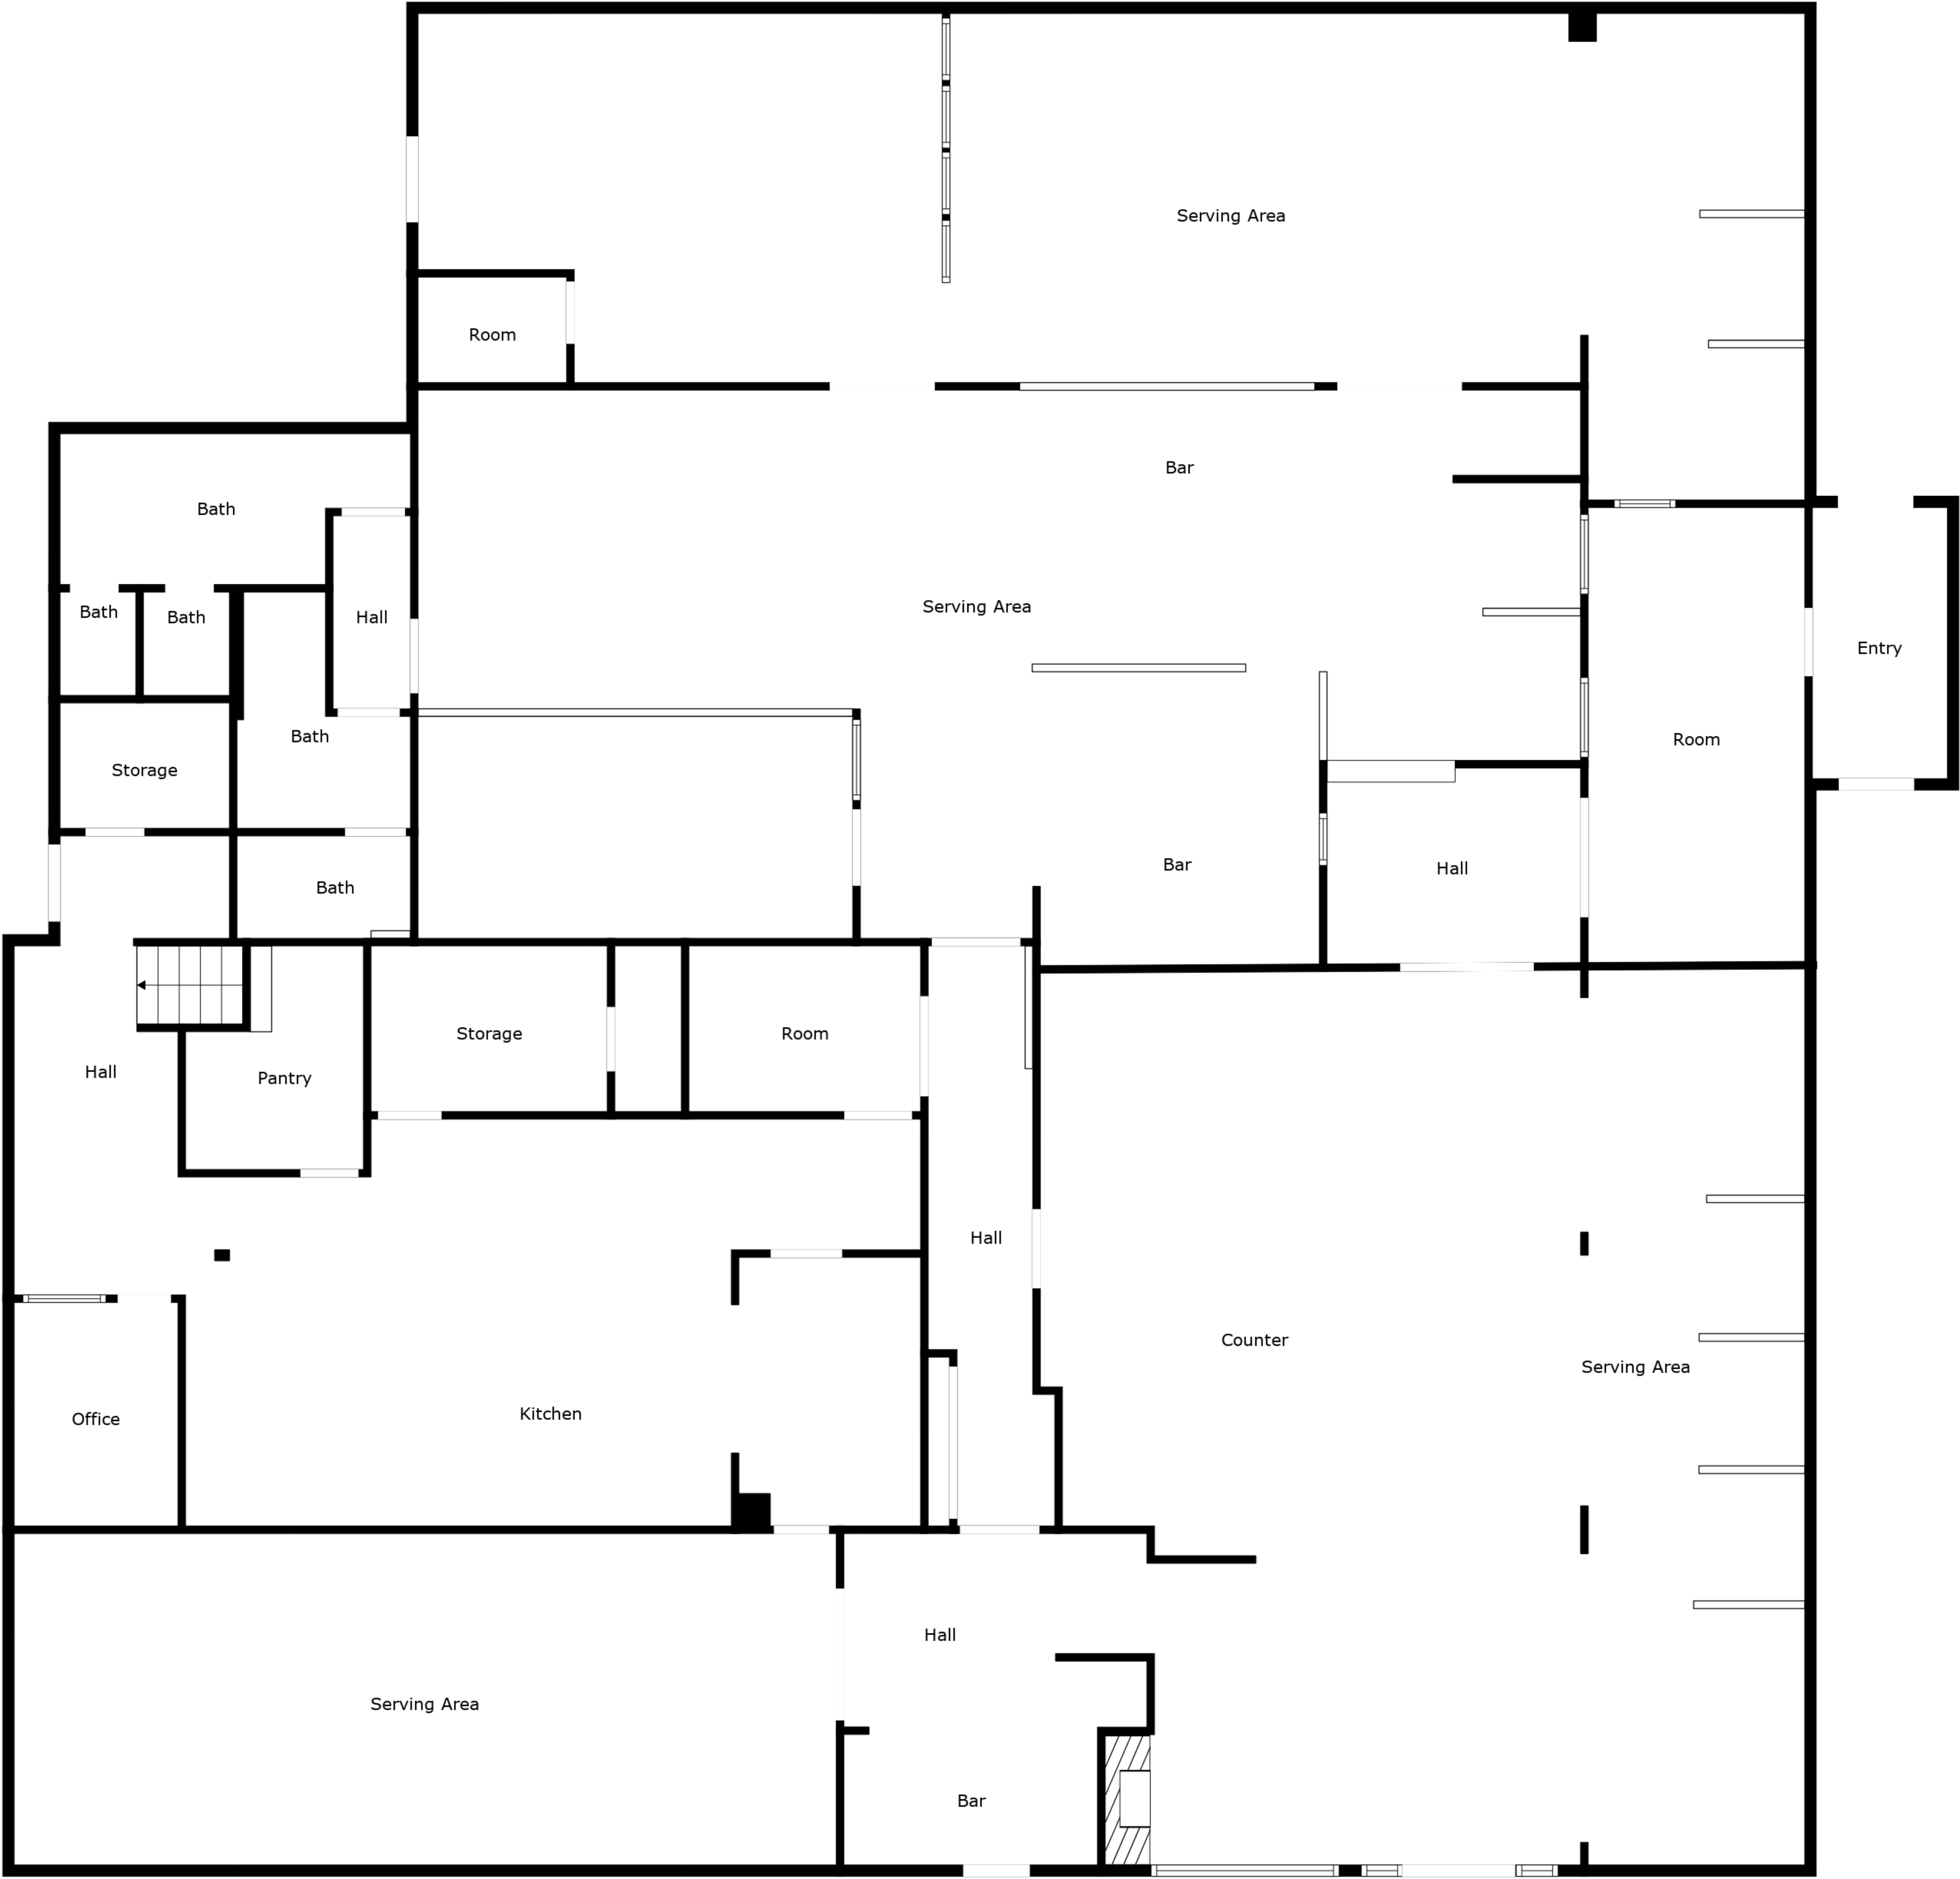 Serving Area
Room
Bar
Bath
Serving Area
Bath
Bath
Hall
Entry
Bath
Room
Storage
Bar
Hall
Bath
Storage
Room
Hall
Pantry
Hall
Counter
Serving Area
Kitchen
Office
Hall
Serving Area
Bar